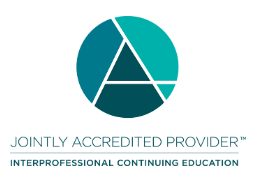 JOINTLY ACCREDITED PROVIDER™
INTERPROFESSIONAL CONTINUING EDUCATION